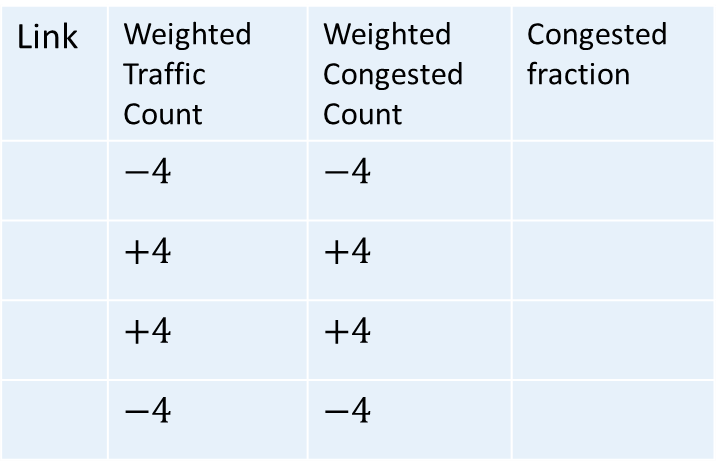 Link
Weighted
Traffic
Count
Weighted
Congested
Count
Congested
fraction
−4
−4
+4
+4
+4
+4
−4
−4